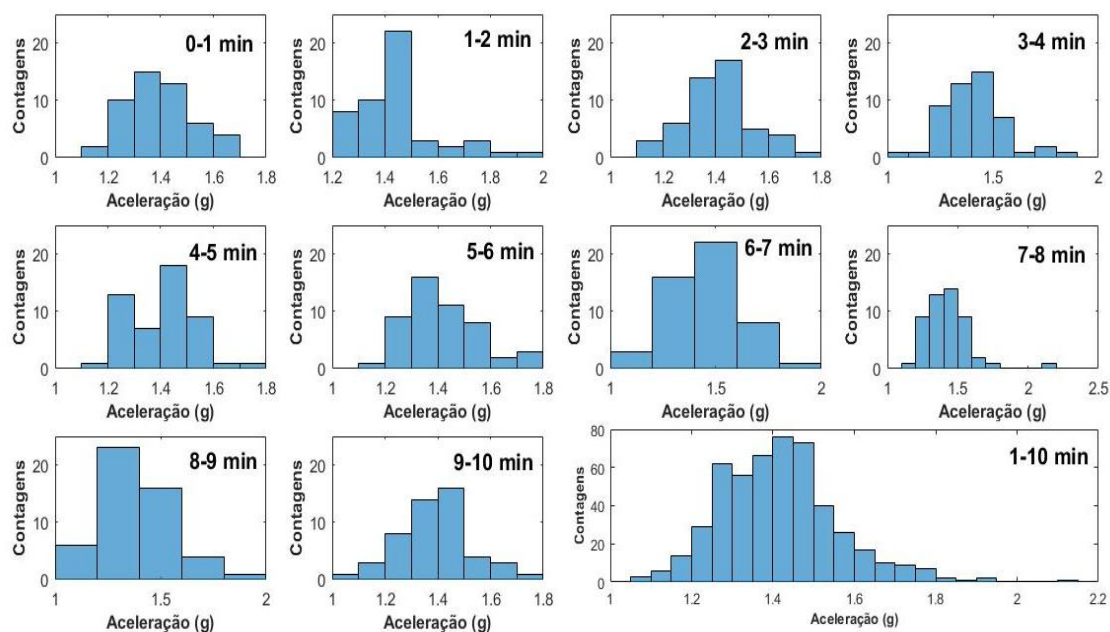 Contagens
20
10
0
0-1 min
1
1.2
1.4
1.6
1.8
Aceleração (g)
Contagens
20
10
0
1-2 min
1.2
1.4
1.6
1.8
2
Aceleração (g)
Contagens
20
10
0
2-3 min
1
1.2
1.4
1.6
1.8
Aceleração (g)
Contagens
20
10
0
3-4 min
1
1.5
2
Aceleração (g)
Contagens
20
10
0
4-5 min
1
1.2
1.4
1.6
1.8
Aceleração (g)
Contagens
20
10
0
5-6 min
1
1.2
1.4
1.6
1.8
Aceleração (g)
Contagens
20
10
0
6-7 min
1
1.5
2
Aceleração (g)
Contagens
20
10
0
7-8 min
1
1.5
2
2.5
Aceleração (g)
Contagens
20
10
0
8-9 min
1
1.5
2
Aceleração (g)
Contagens
20
10
0
9-10 min
1
1.2
1.4
1.6
1.8
Aceleração (g)
Contagens
80
60
40
20
0
1-10 min
1
1.2
1.4
1.6
1.8
2
2.2
Aceleração (g)